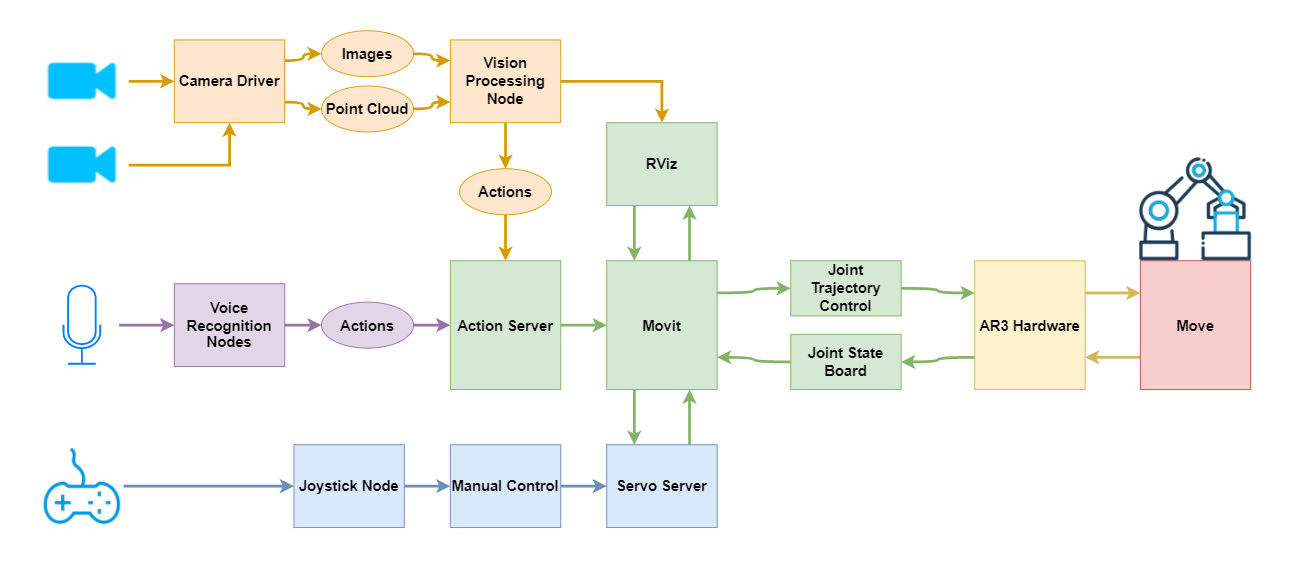 Camera Driver
Images
Point Cloud
Vision
Processing
Node
RViz
Actions
Voice
Recognition
Nodes
Actions
Action Server
Movit
Joint
Trajectory
Control
Joint State
Board
AR3 Hardware
Move
Joystick Node
Manual Control
Servo Server